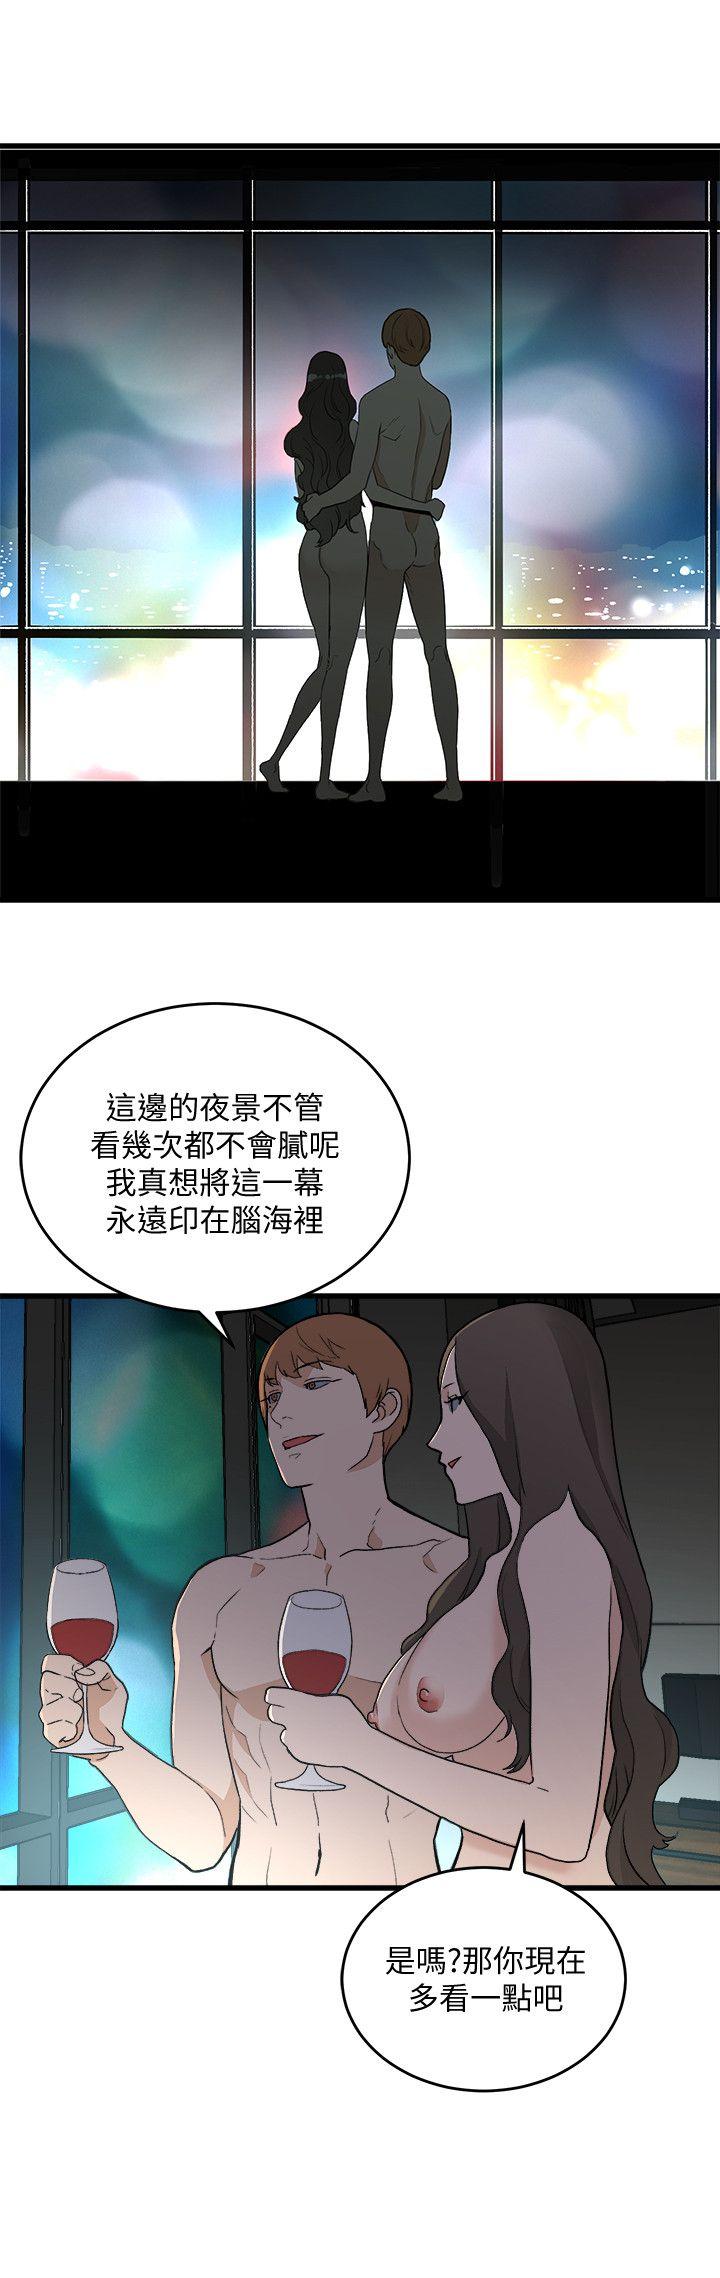 這邊的夜景不管
看幾次都不會膩呢
我真想將這一幕
永遠印在腦海裡
是嗎?那你現在
多看一點吧